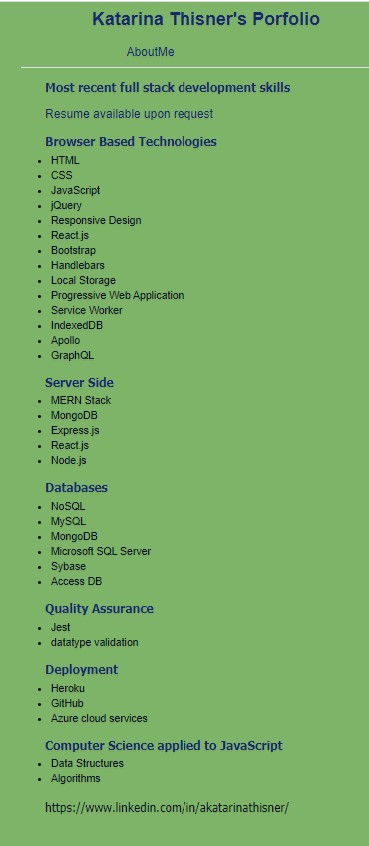 Katarina Thisner's Porfolio
AboutMe
Most recent full stack development skills
Resume available upon request
Browser Based Technologies
• HTML
• CSS
• JavaScript
• jQuery
• Responsive Design
• React.js
• Bootstrap
• Handlebars
• Local Storage
• Progressive Web Application
• Service Worker
• IndexedDB
• Apollo
• GraphQL
Server Side
• MERN Stack
• MongoDB
• Express.js
• React.js
• Node.js
Databases
• NoSQL
• MySQL
• MongoDB
• Microsoft SQL Server
• Sybase
• Access DB
Quality Assurance
• Jest
• datatype validation
Deployment
• Heroku
• GitHub
• Azure cloud services
Computer Science applied to JavaScript
• Data Structures
• Algorithms
https://www.linkedin.com/in/akatarinathisner/